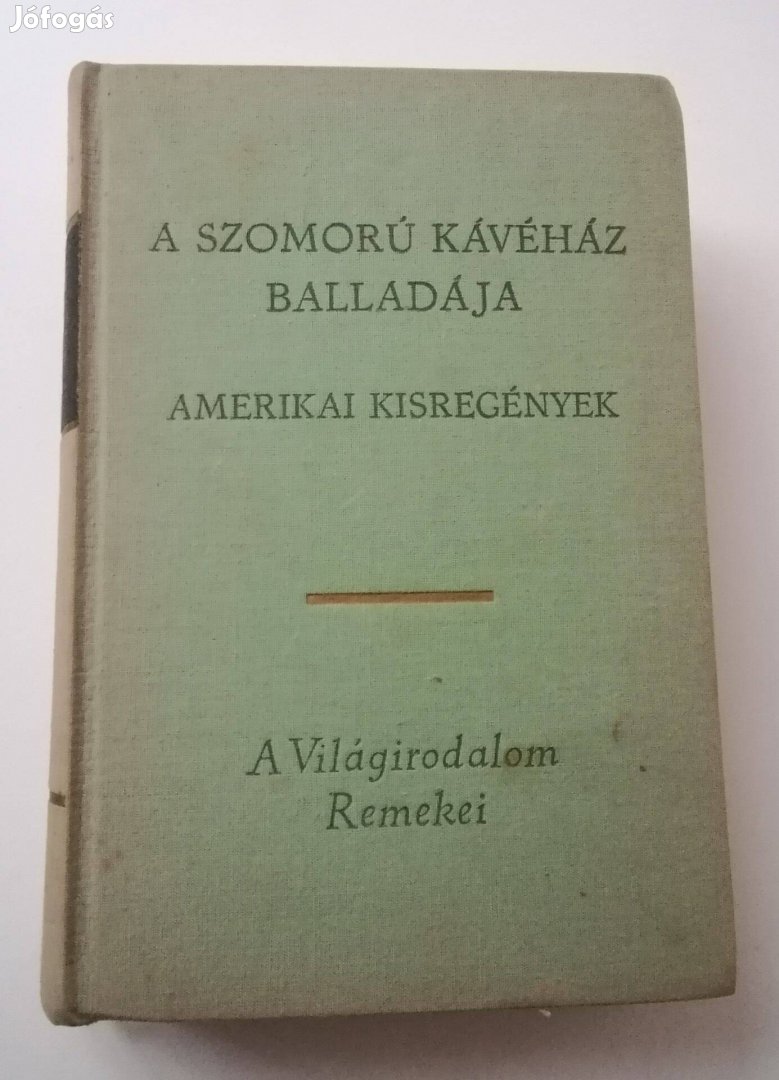 Jófogás
A SZOMORÚ KÁVÉHÁZ
BALLADÁJA
AMERIKAI KISREGÉNYEK
A Világirodalom
Remekei